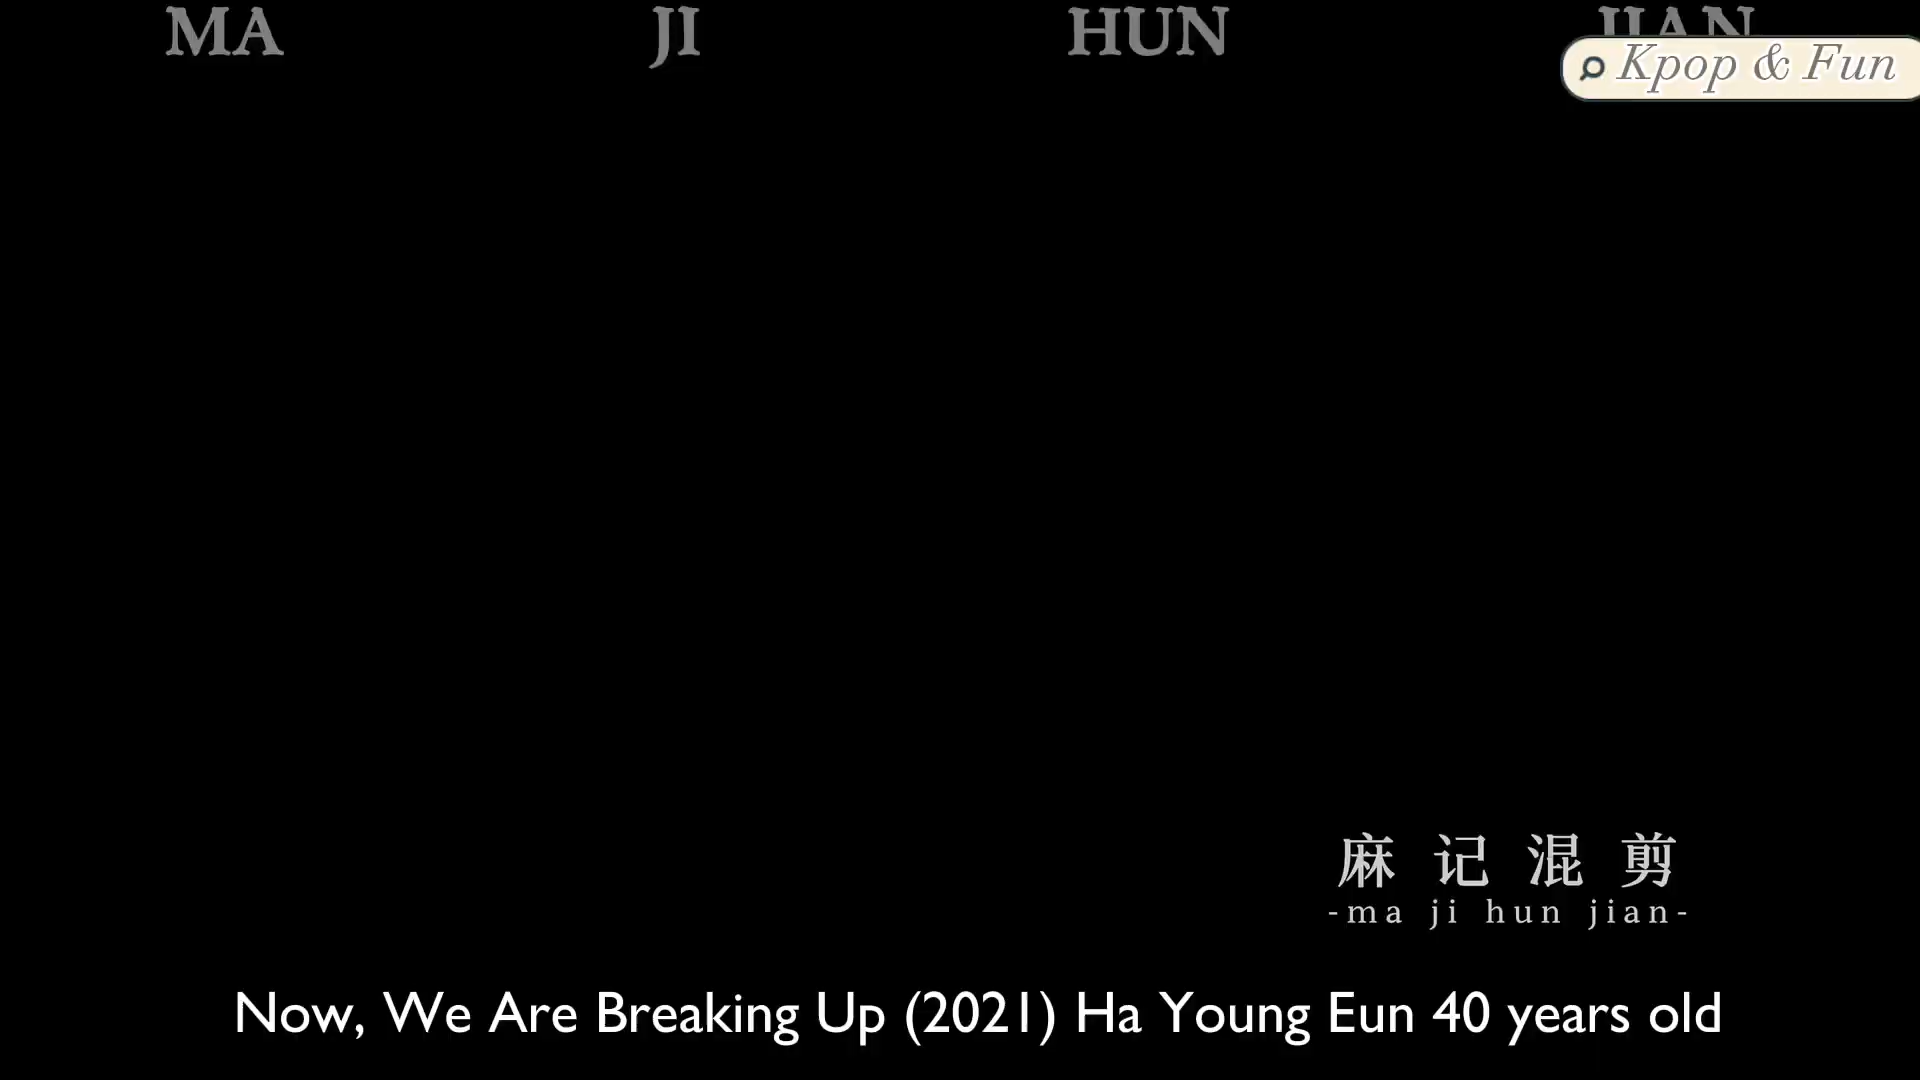 MA JI HUN JIAN
Kpop & Fun
麻记混剪
-ma ji hun jian-
Now, We Are Breaking Up (2021) Ha Young Eun 40 years old